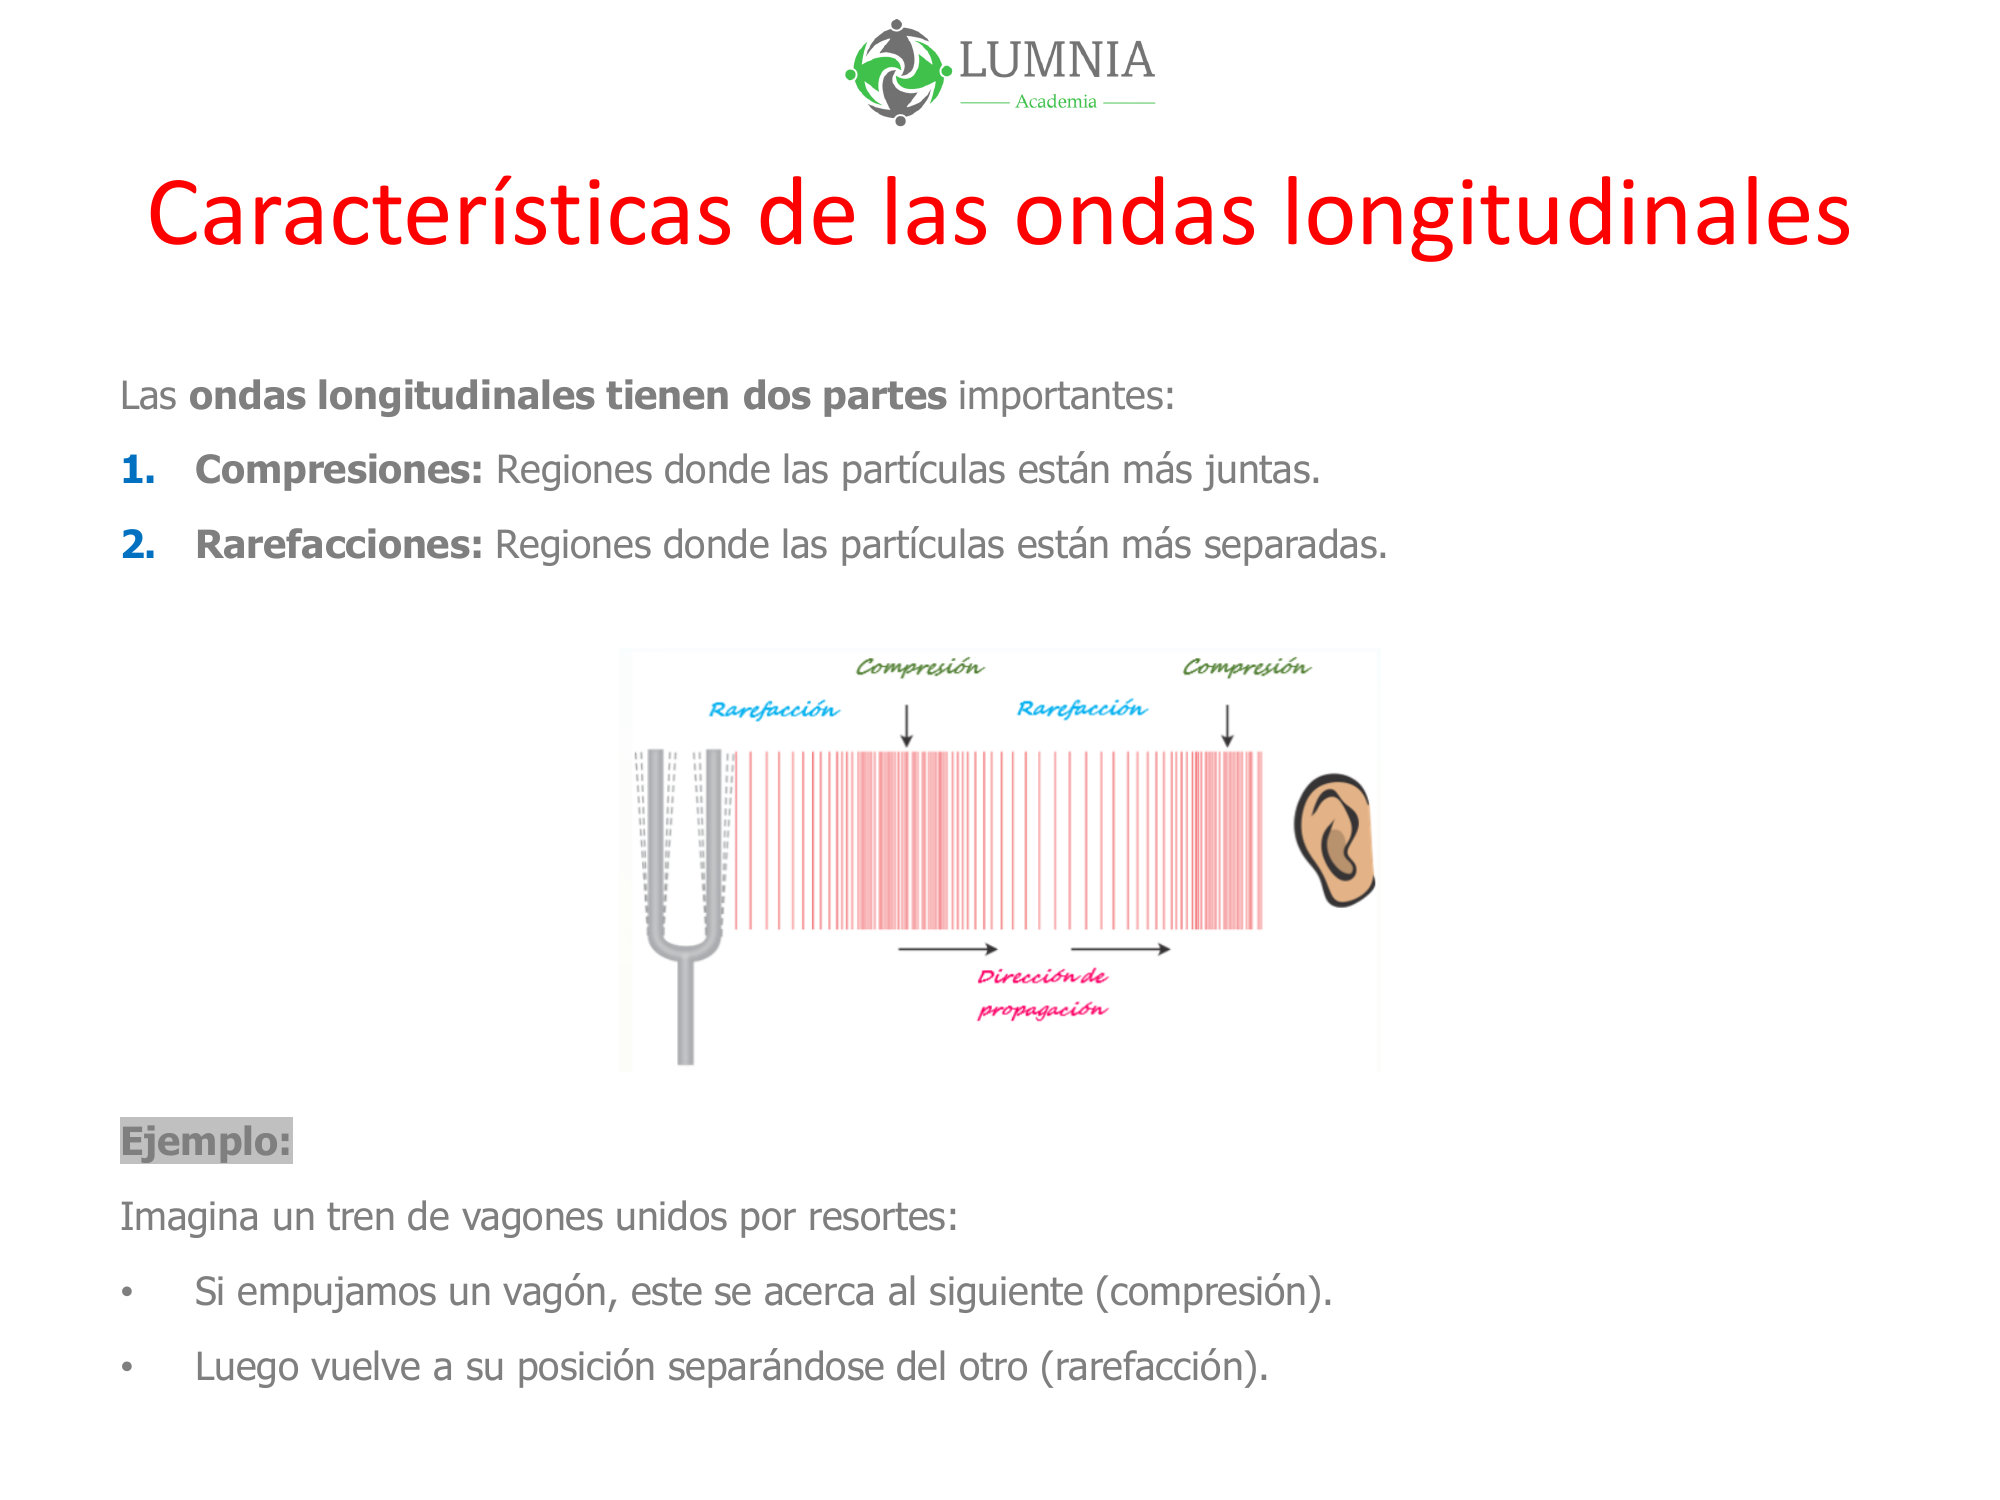 LUMNIA
Academia
Características de las ondas longitudinales
Las ondas longitudinales tienen dos partes importantes:
1. Compresiones: Regiones donde las partículas están más juntas.
2. Rarefacciones: Regiones donde las partículas están más separadas.
Compresión Compresión
Rarefacción Rarefacción
Dirección de
propagación
Ejemplo:
Imagina un tren de vagones unidos por resortes:
• Si empujamos un vagón, este se acerca al siguiente (compresión).
• Luego vuelve a su posición separándose del otro (rarefacción).